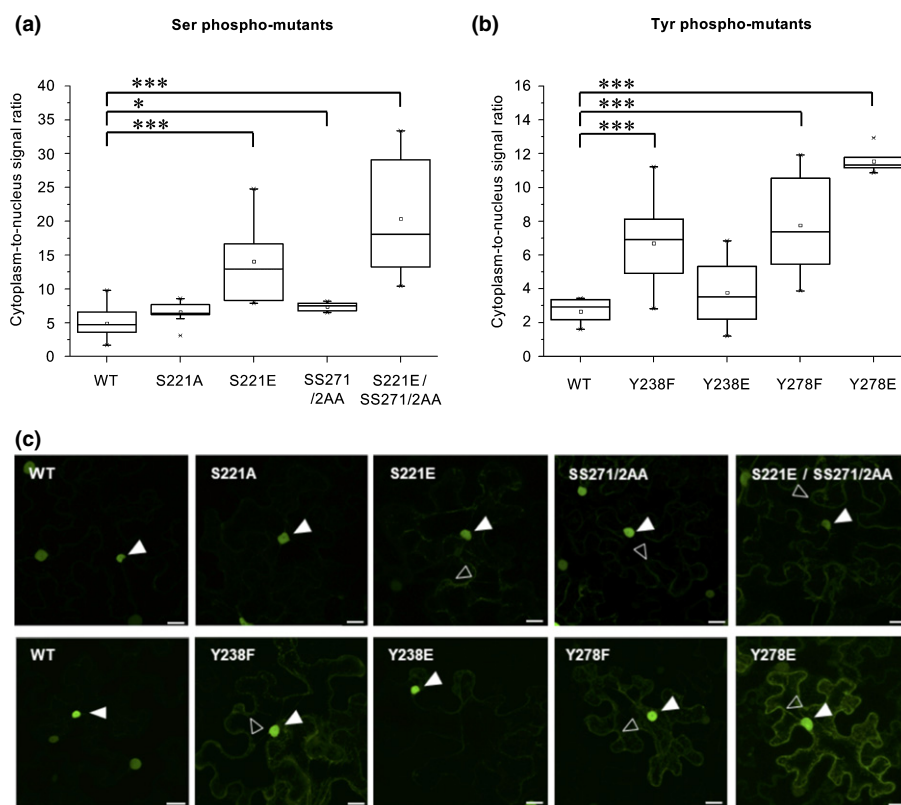 (a)
Ser phospho-mutants
Cytoplasm-to-nucleus signal ratio
40
35
30
25
20
15
10
5
0
***
*
***
WT
S221A
S221E
SS271
/2AA
S221E /
SS271/2AA
(b)
Tyr phospho-mutants
Cytoplasm-to-nucleus signal ratio
16
14
12
10
8
6
4
2
0
***
***
***
WT
Y238F
Y238E
Y278F
Y278E
(c)
WT
S221A
S221E
SS271/2AA
S221E / SS271/2AA
WT
Y238F
Y238E
Y278F
Y278E